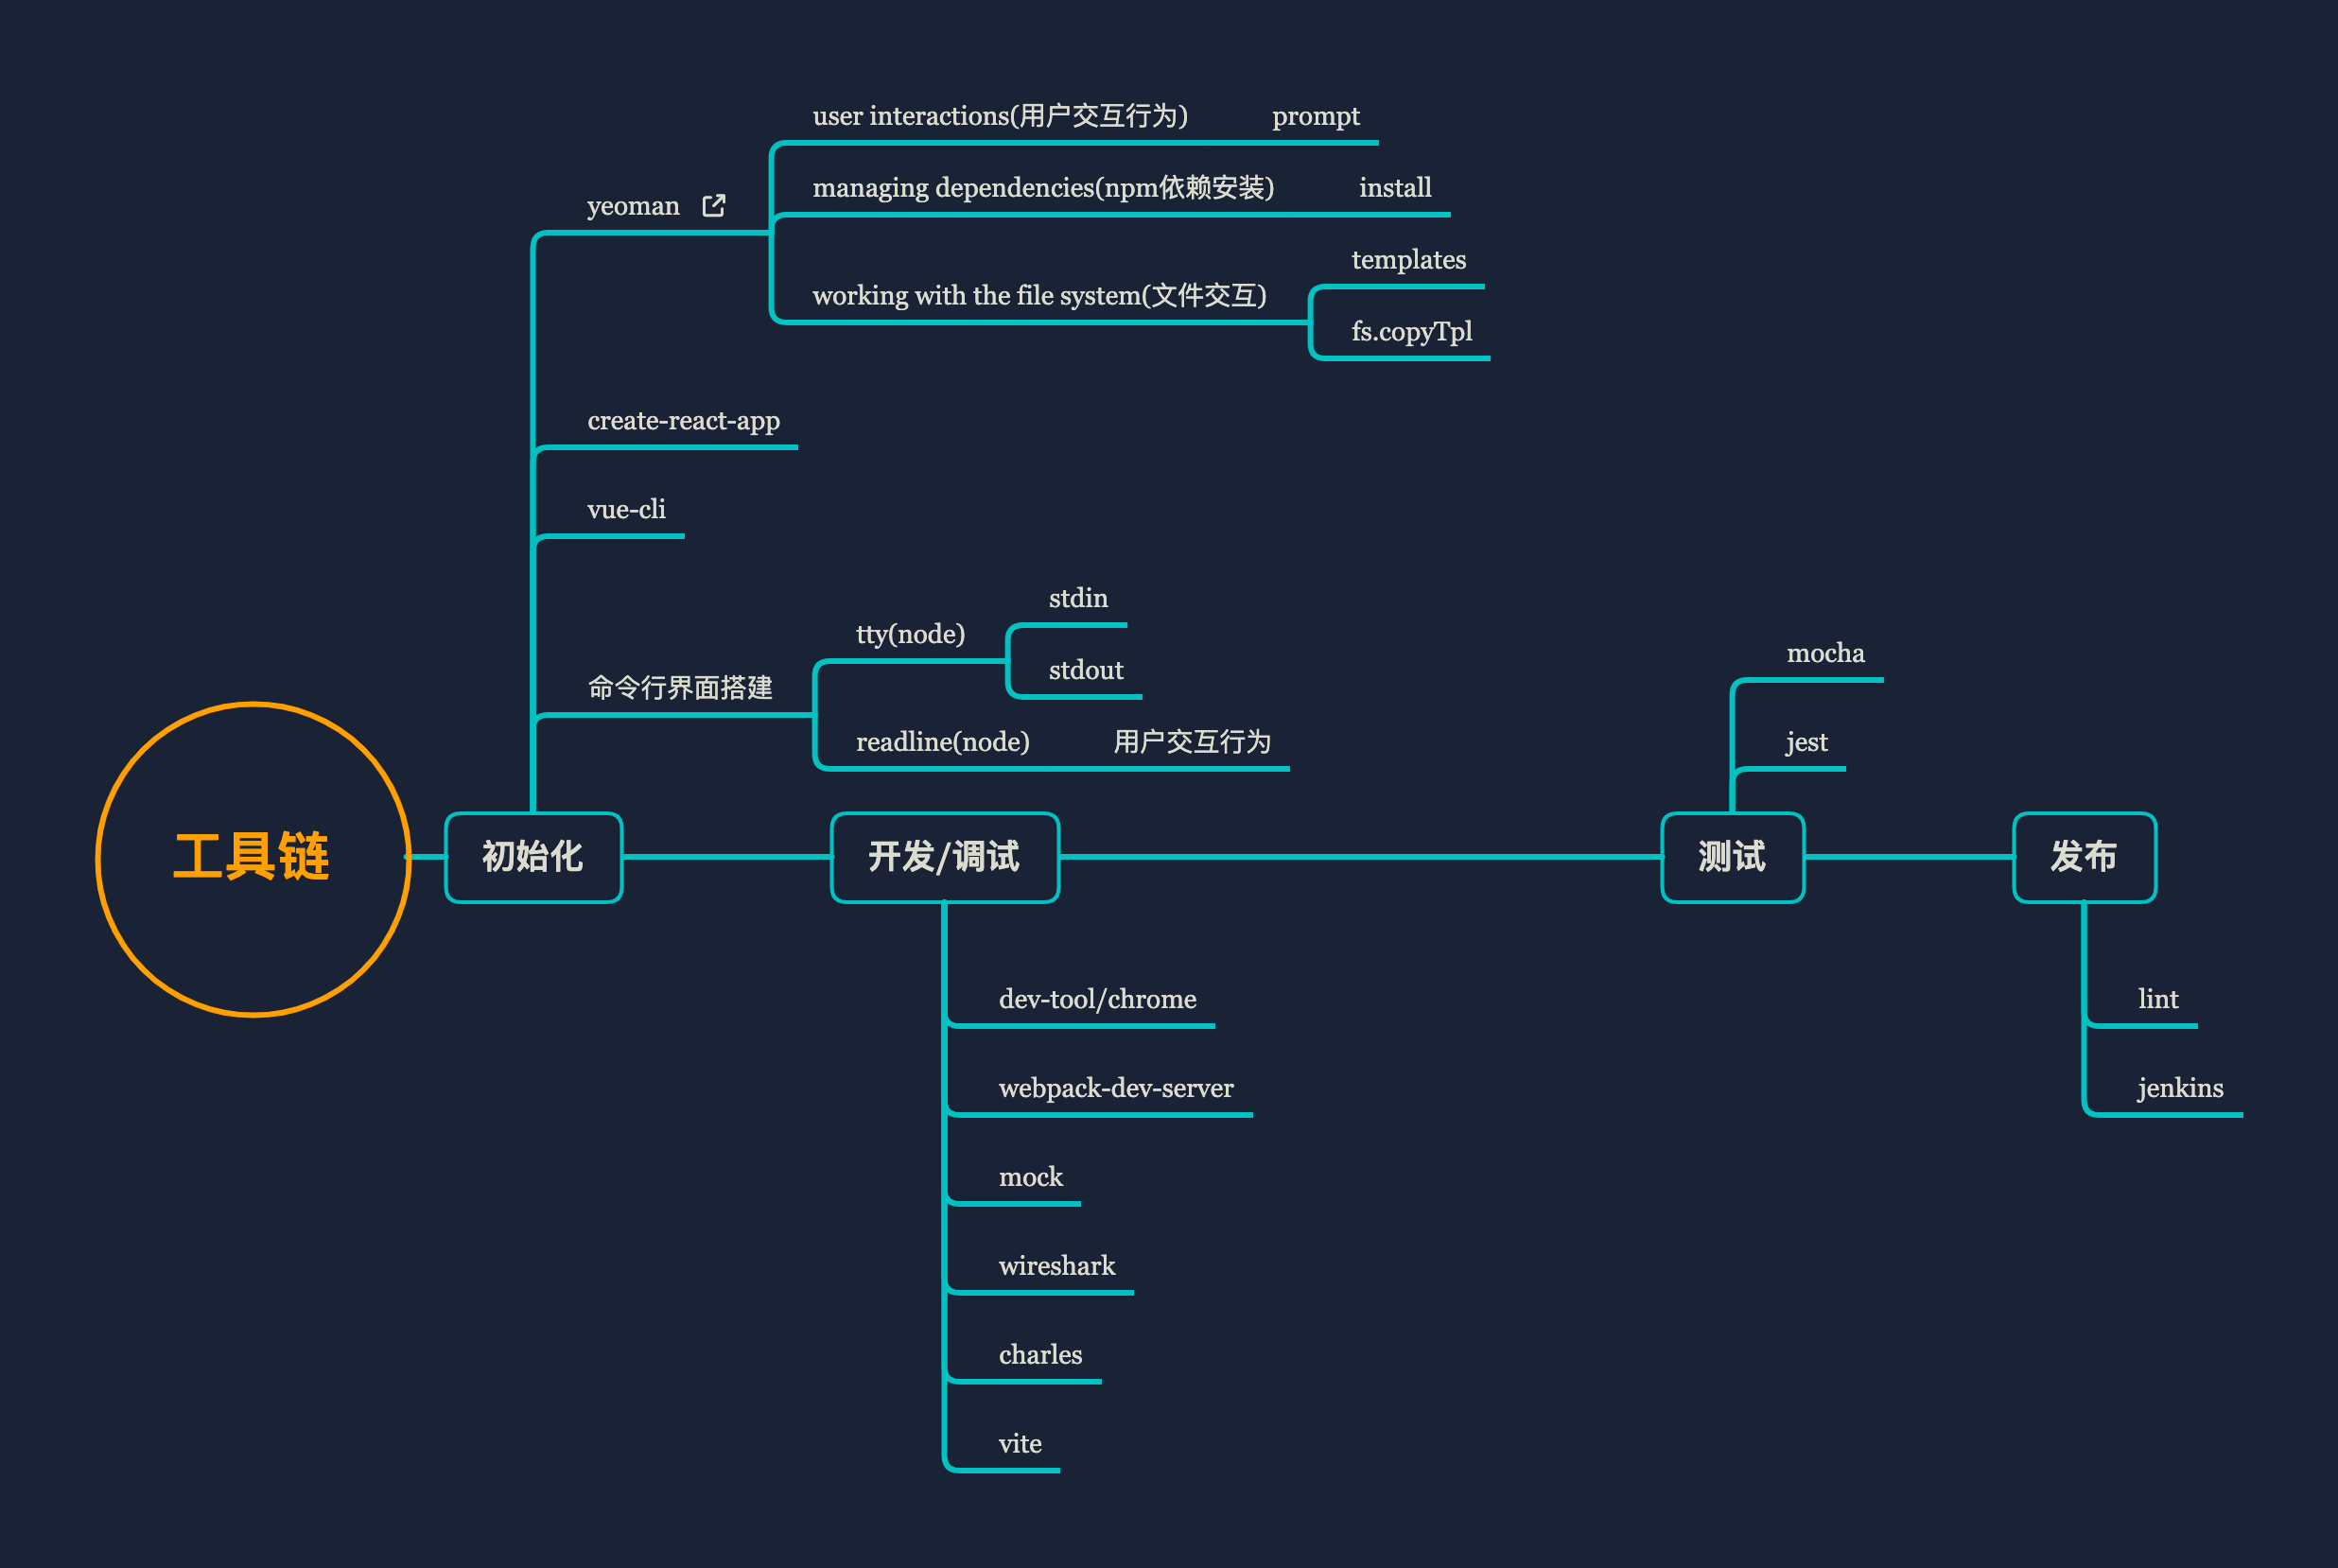 user interactions(用户交互行为) prompt
managing dependencies(npm依赖安装) install
yeoman
templates
working with the file system(文件交互)
fs.copyTpl
create-react-app
vue-cli
stdin
tty(node)
stdout
命令行界面搭建
readline(node) 用户交互行为
mocha
jest
工具链
初始化
开发/调试
测试
发布
dev-tool/chrome
webpack-dev-server
mock
wireshark
charles
vite
lint
jenkins